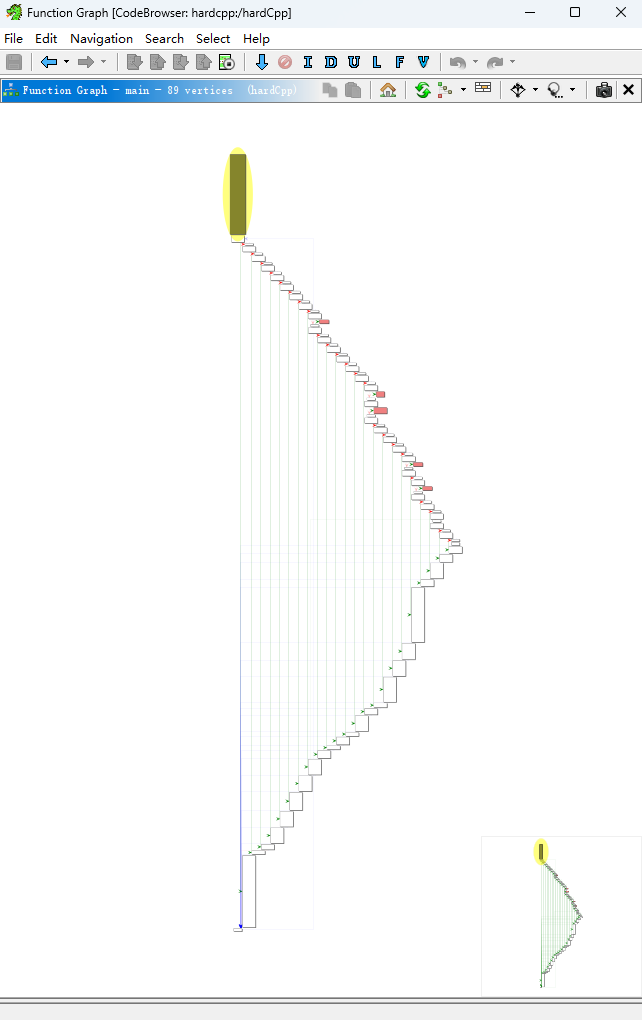 Function Graph [CodeBrowser: hardcpp:/hardCpp]
File Edit Navigation Search Select Help
I D U L F V
Function Graph - main - 89 vertices (hardCpp)